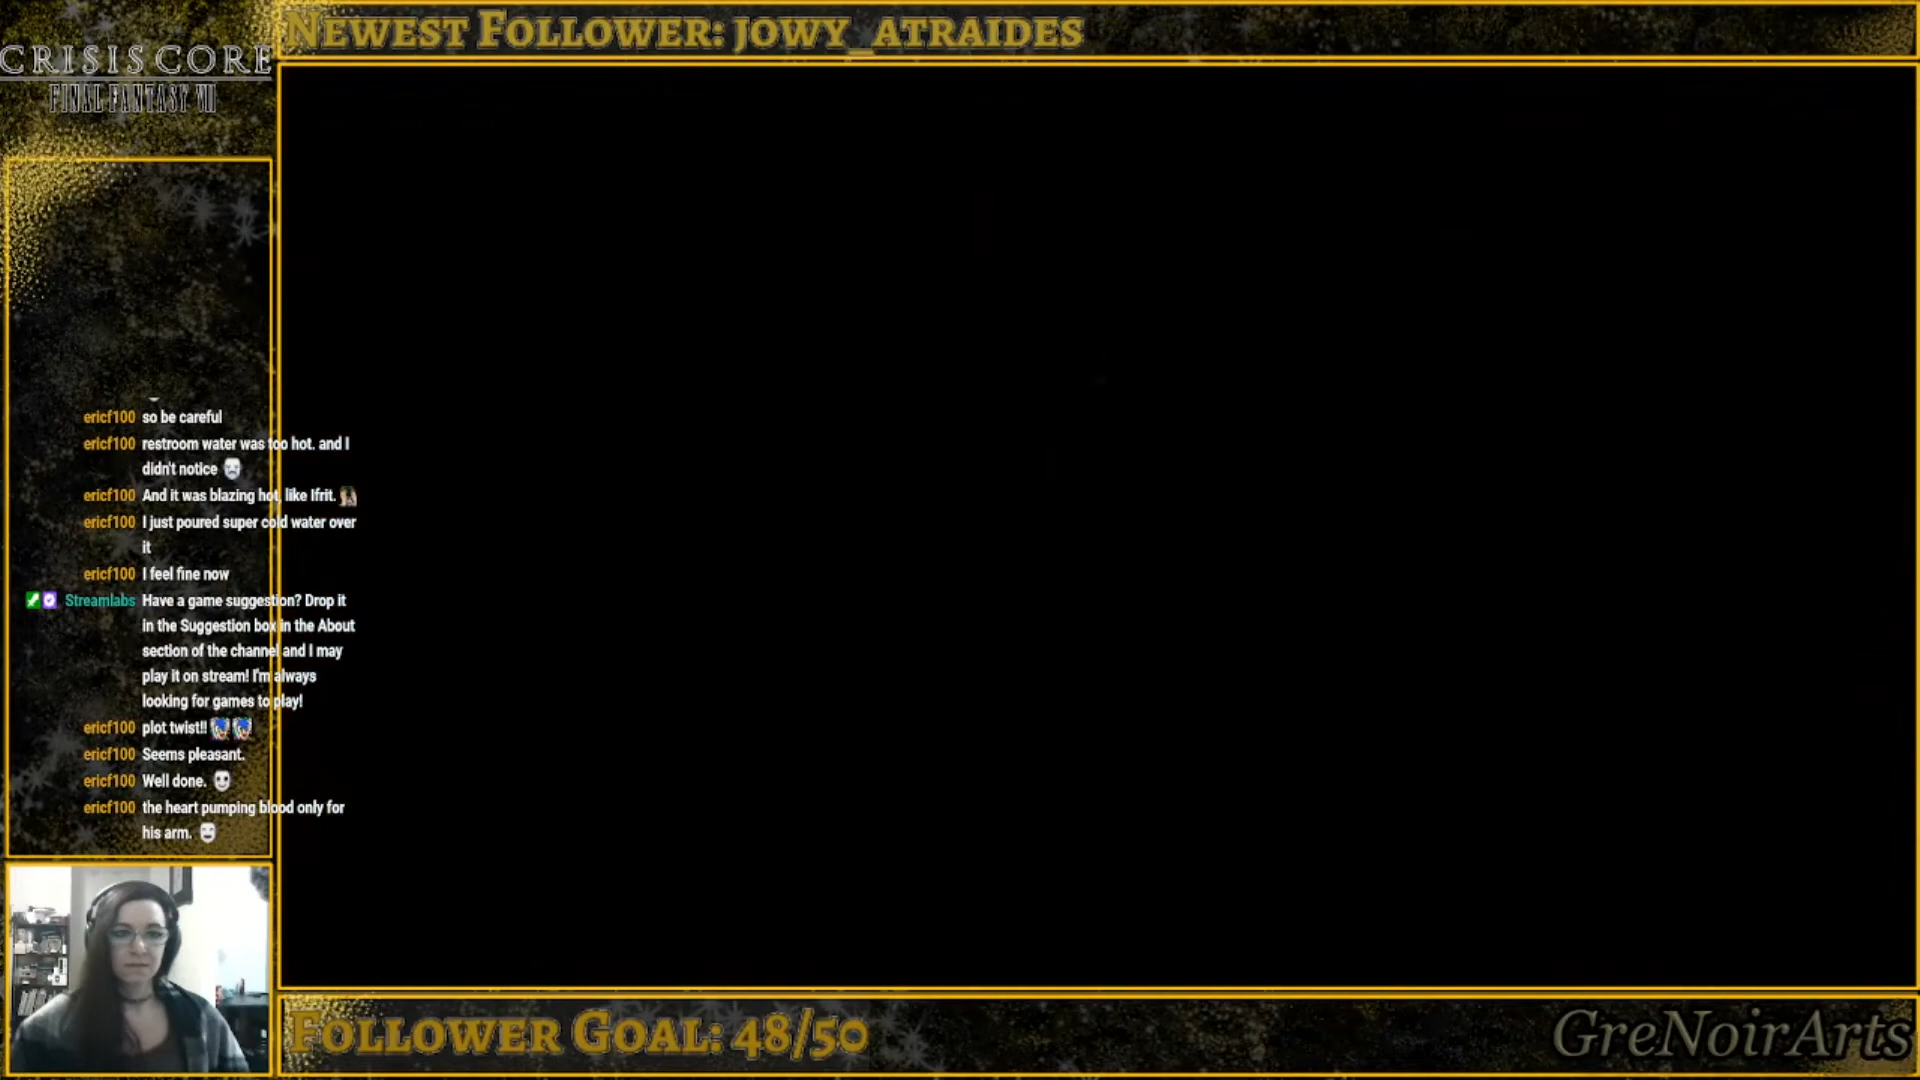 NEWEST FOLLOWER: JOWY_ATRAIDES
CRISIS CORE
FINAL FANTASY VII
ericf100 so be careful
ericf100 restroom water was too hot. and I
didn't notice
ericf100 And it was blazing hot, like Ifrit.
ericf100 I just poured super cold water over
it
ericf100 I feel fine now
Streamlabs Have a game suggestion? Drop it
in the Suggestion box in the About
section of the channel and I may
play it on stream! I'm always
looking for games to play!
ericf100 plot twist!!
ericf100 Seems pleasant.
ericf100 Well done.
ericf100 the heart pumping blood only for
his arm.
FOLLOWER GOAL: 48/50
GreNoirArts